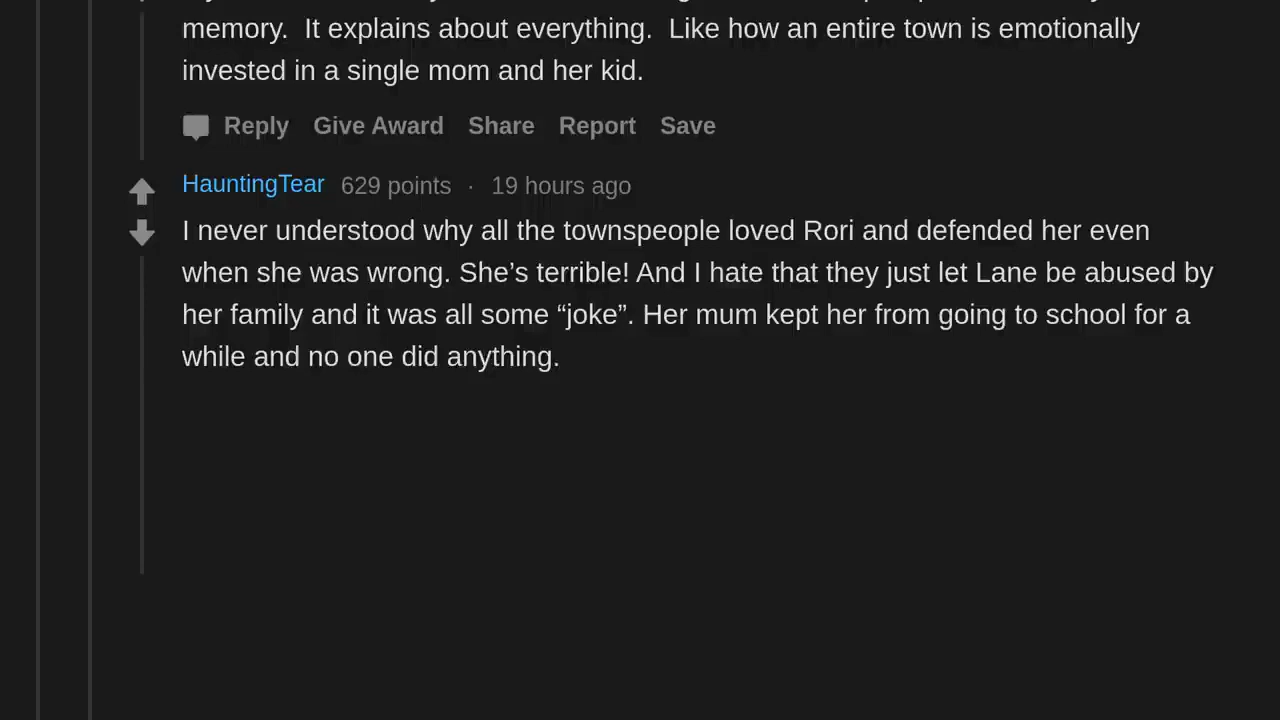 memory.  It explains about everything.  Like how an entire town is emotionally
invested in a single mom and her kid.
Reply Give Award Share Report Save
HauntingTear 629 points · 19 hours ago
I never understood why all the townspeople loved Rori and defended her even
when she was wrong. She’s terrible! And I hate that they just let Lane be abused by
her family and it was all some “joke”. Her mum kept her from going to school for a
while and no one did anything.